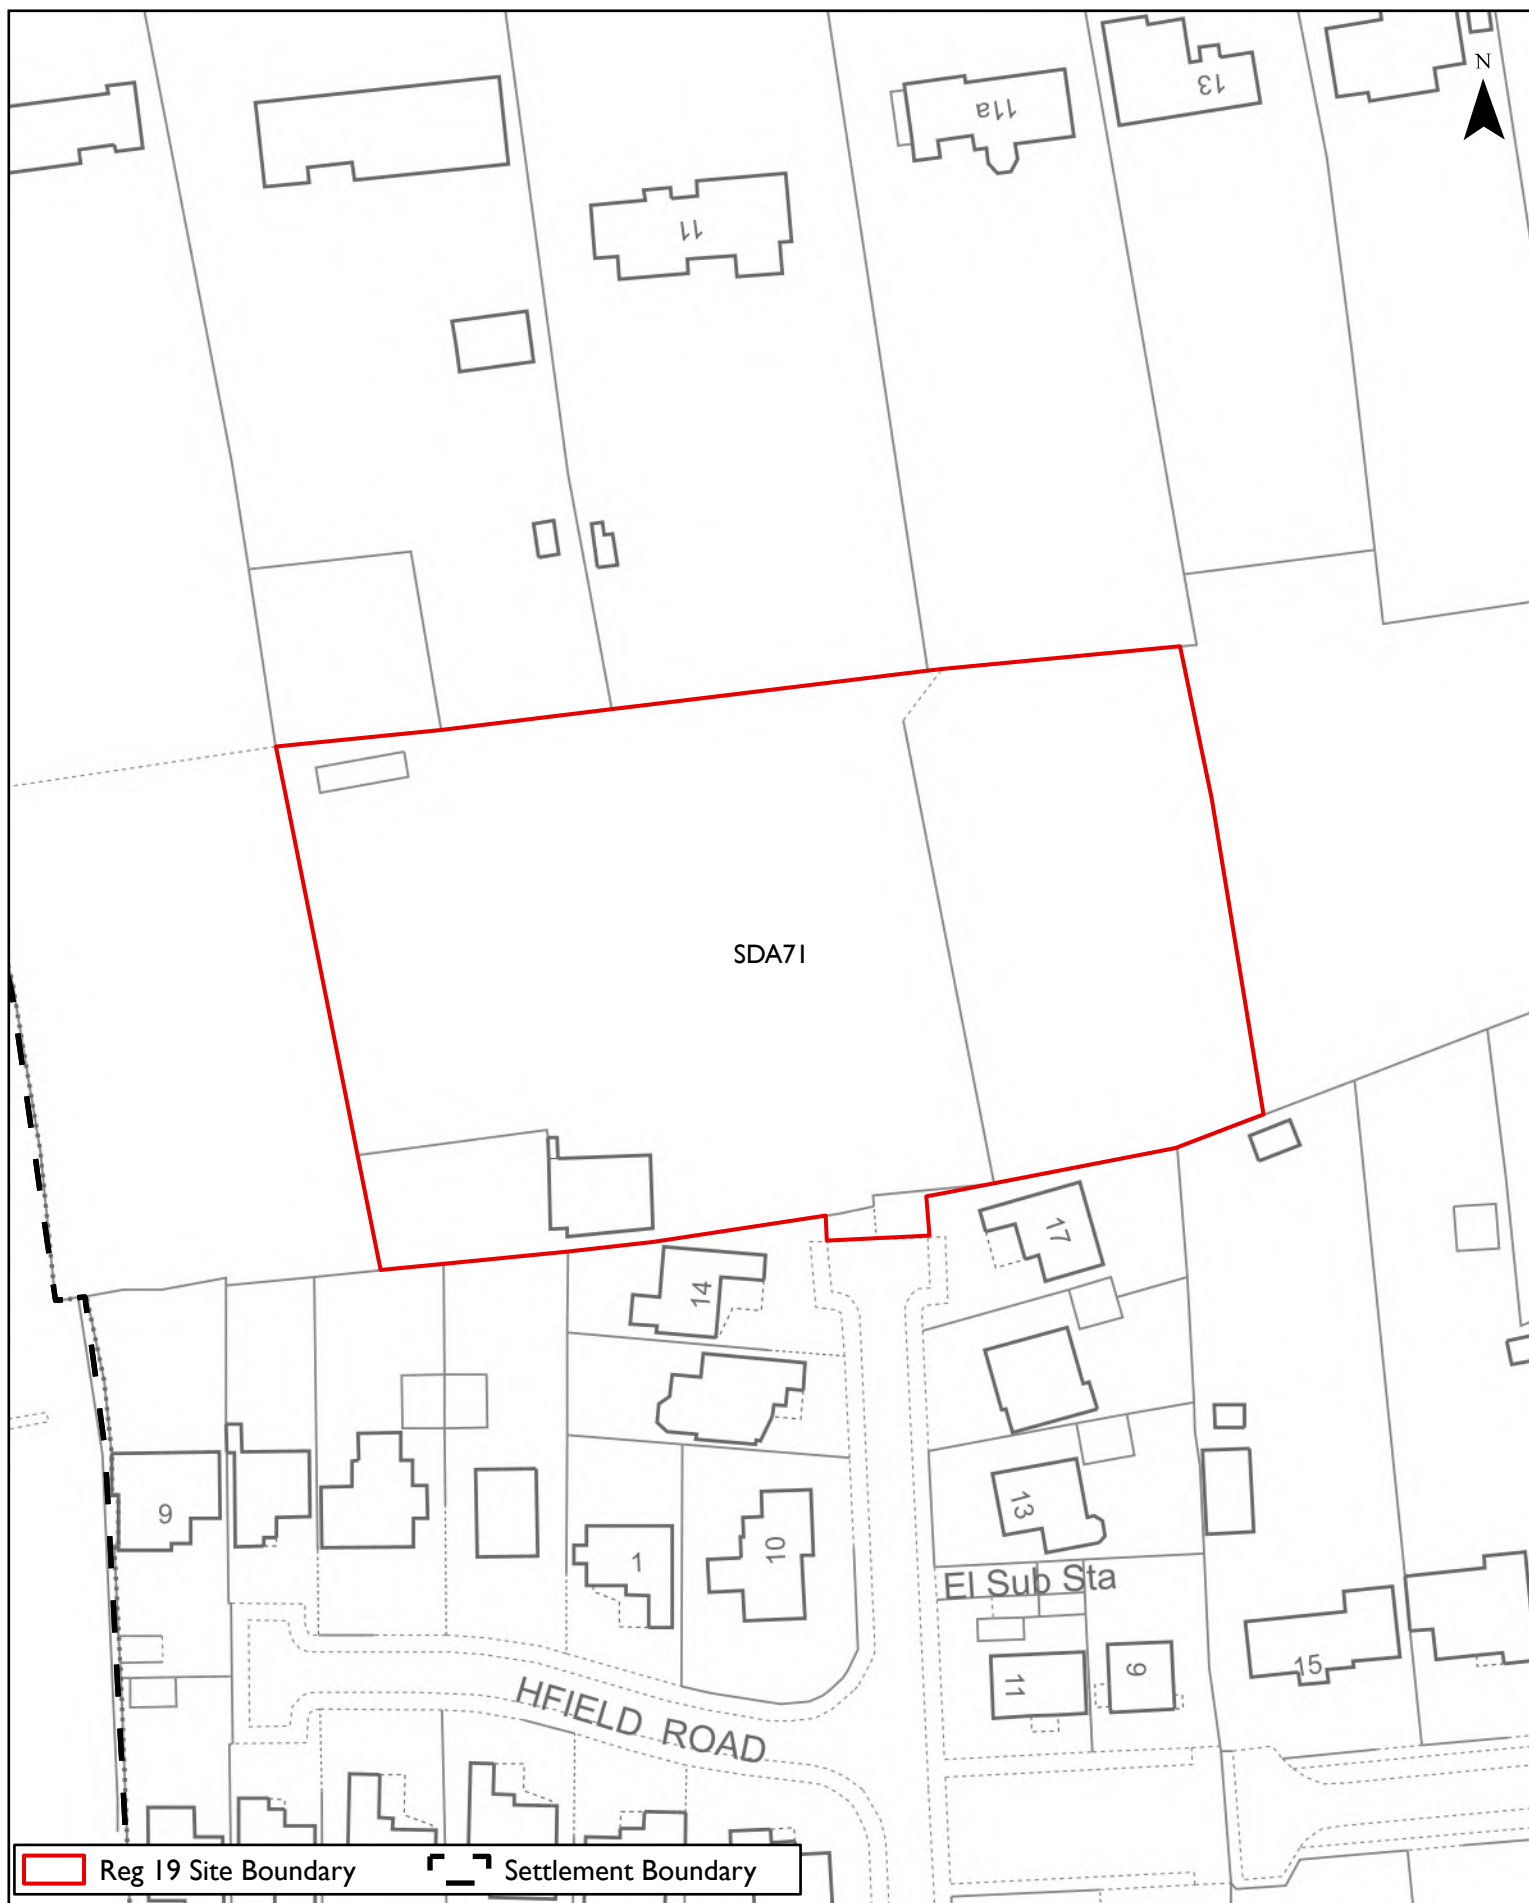 N
13
11a
11
SDA71
17
14
9
1
10
13
El Sub Sta
11
9
15
HFIELD ROAD
Reg 19 Site Boundary
Settlement Boundary